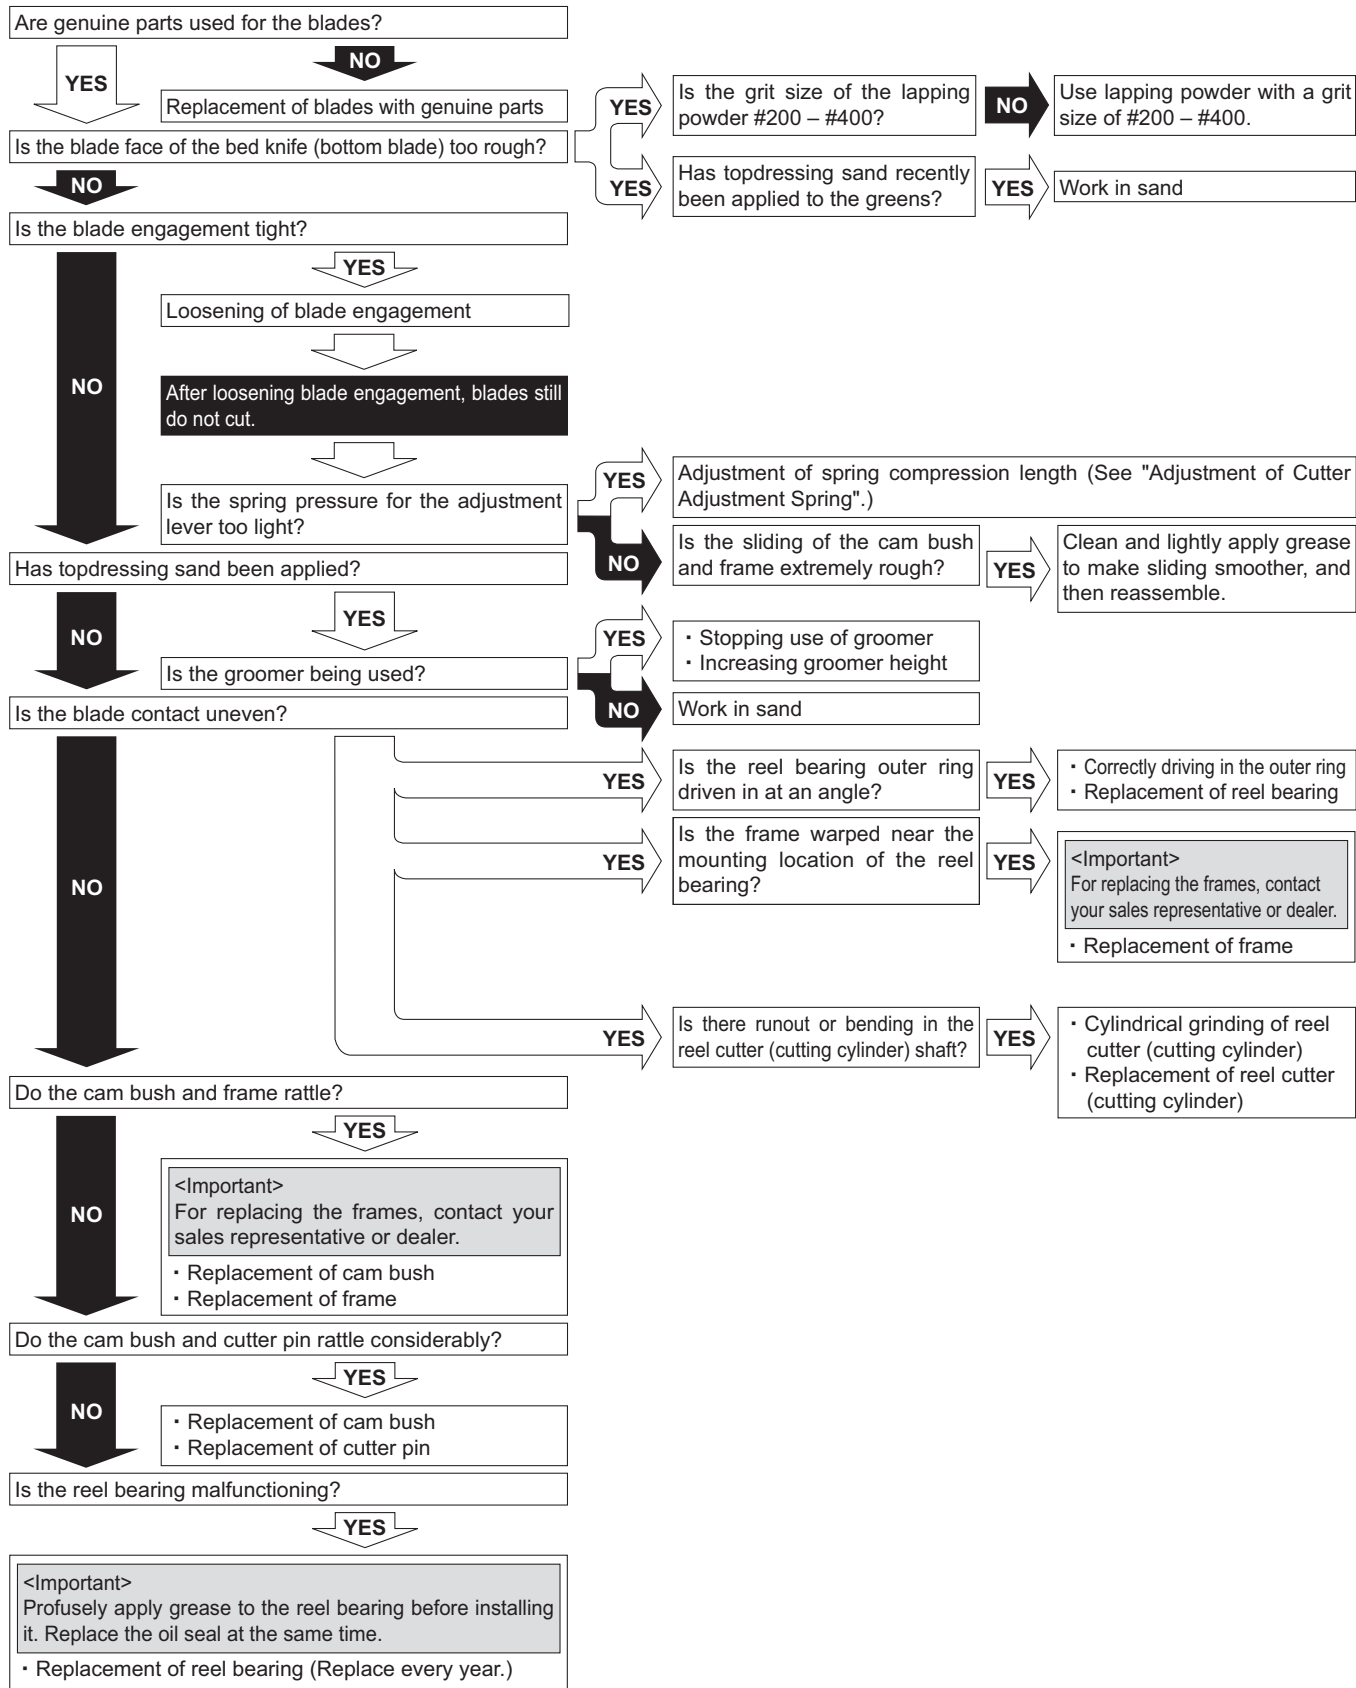 Are genuine parts used for the blades?
YES
NO
Replacement of blades with genuine parts
Is the blade face of the bed knife (bottom blade) too rough?
YES
Is the grit size of the lapping
powder #200 – #400?
NO
Use lapping powder with a grit
size of #200 – #400.
YES
Has topdressing sand recently
been applied to the greens?
YES
Work in sand
NO
Is the blade engagement tight?
YES
Loosening of blade engagement
After loosening blade engagement, blades still
do not cut.
NO
Is the spring pressure for the adjustment
lever too light?
YES
Adjustment of spring compression length (See "Adjustment of Cutter
Adjustment Spring".)
NO
Is the sliding of the cam bush
and frame extremely rough?
YES
Clean and lightly apply grease
to make sliding smoother, and
then reassemble.
Has topdressing sand been applied?
NO
YES
Is the groomer being used?
YES
・Stopping use of groomer
・Increasing groomer height
NO
Work in sand
Is the blade contact uneven?
YES
Is the reel bearing outer ring
driven in at an angle?
YES
・Correctly driving in the outer ring
・Replacement of reel bearing
YES
Is the frame warped near the
mounting location of the reel
bearing?
YES
<Important>
For replacing the frames, contact
your sales representative or dealer.
・Replacement of frame
NO
YES
Is there runout or bending in the
reel cutter (cutting cylinder) shaft?
YES
・Cylindrical grinding of reel
cutter (cutting cylinder)
・Replacement of reel cutter
(cutting cylinder)
Do the cam bush and frame rattle?
YES
NO
<Important>
For replacing the frames, contact your
sales representative or dealer.
・Replacement of cam bush
・Replacement of frame
Do the cam bush and cutter pin rattle considerably?
YES
NO
・Replacement of cam bush
・Replacement of cutter pin
Is the reel bearing malfunctioning?
YES
<Important>
Profusely apply grease to the reel bearing before installing
it. Replace the oil seal at the same time.
・Replacement of reel bearing (Replace every year.)